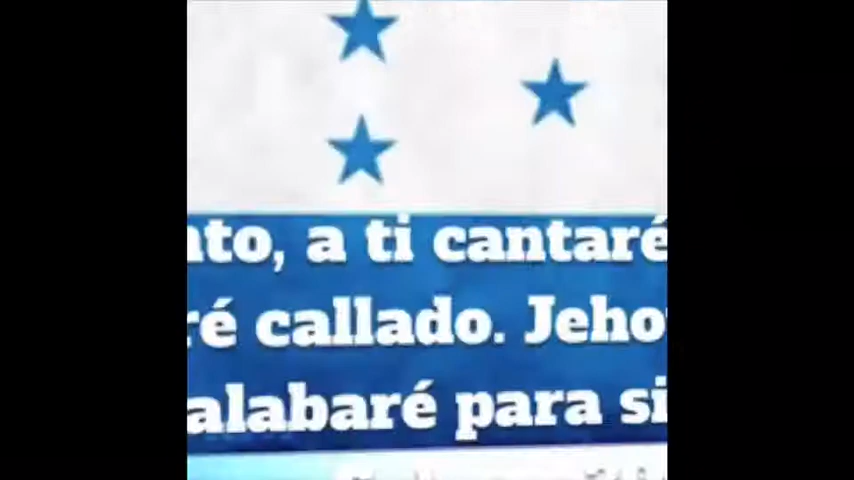 nto, a ti cantaré
ré callado. Jeho
alabaré para si